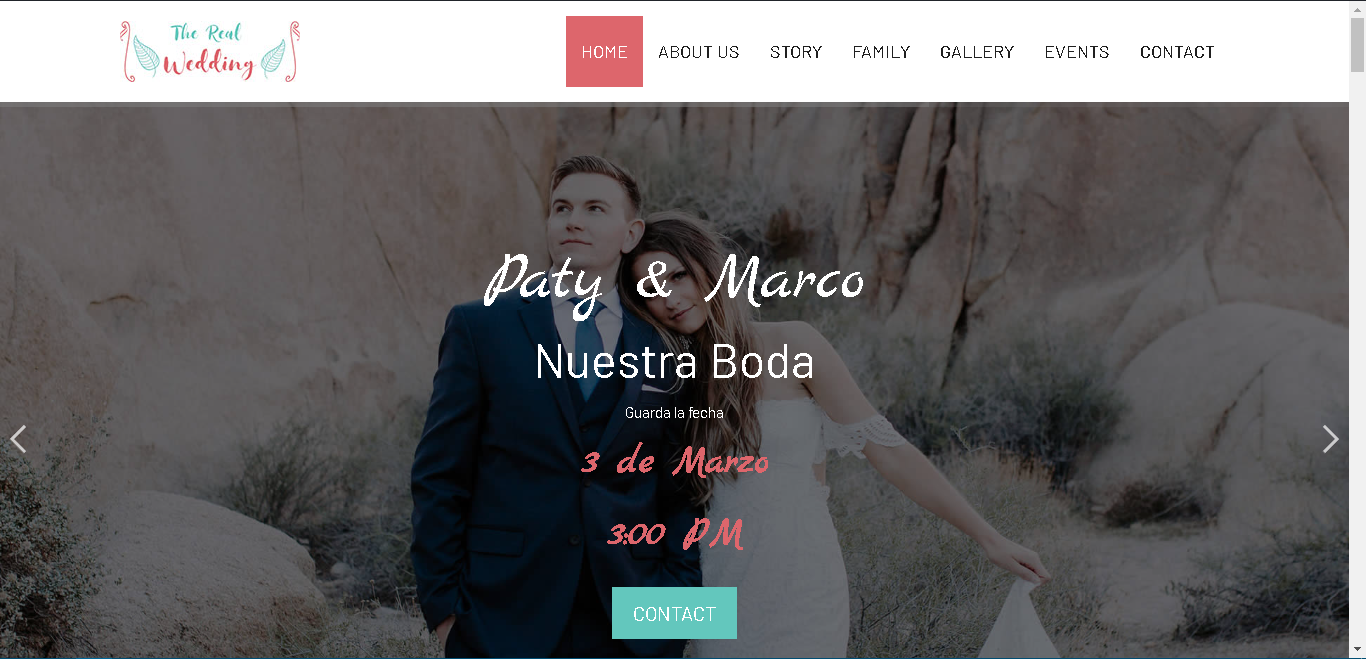 The Real
Wedding
HOME ABOUT US STORY FAMILY GALLERY EVENTS CONTACT
Paty & Marco
Nuestra Boda
Guarda la fecha
3 de Marzo
3:00 PM
CONTACT